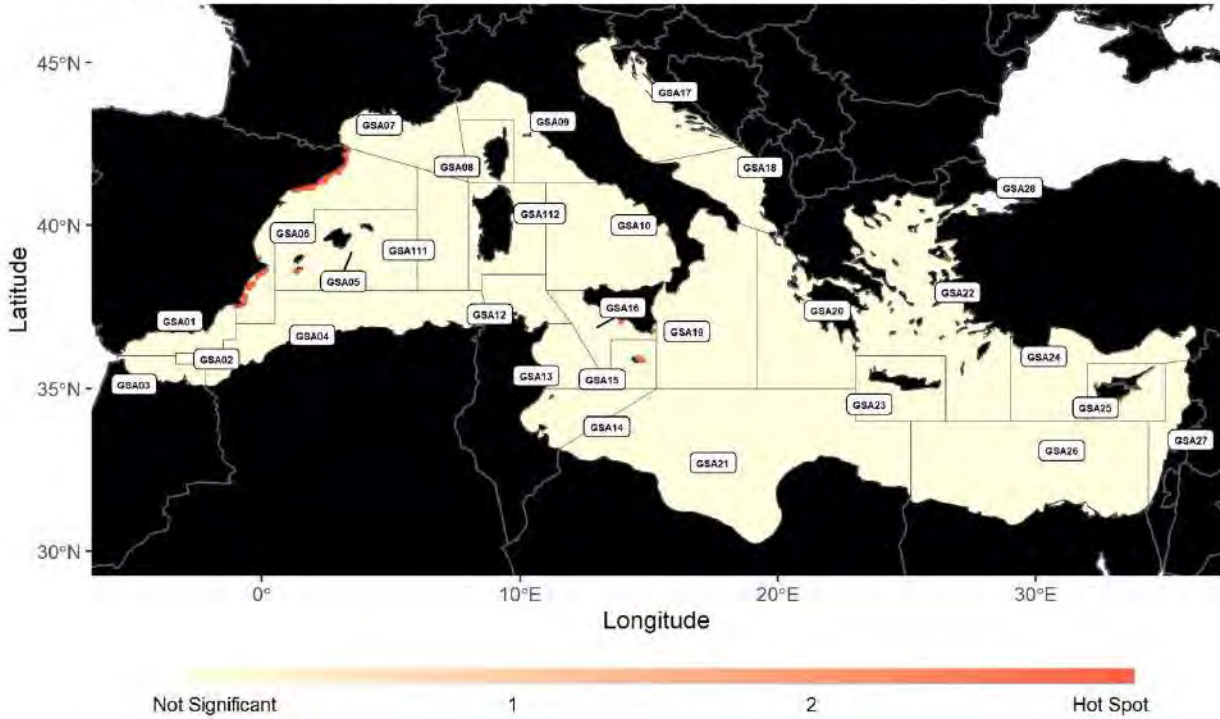 45°N
GSA17
GSA07
GSA09
GSA08
GSA18
GSA28
40°N
GSA06
GSA112
GSA10
GSA111
GSA05
GSA22
Latitude
GSA01
GSA04
GSA12
GSA16
GSA20
GSA19
GSA02
GSA24
35°N
GSA03
GSA13
GSA15
GSA23
GSA25
GSA14
GSA21
GSA26
GSA27
30°N
0° 10°E 20°E 30°E
Longitude
Not Significant 1 2 Hot Spot